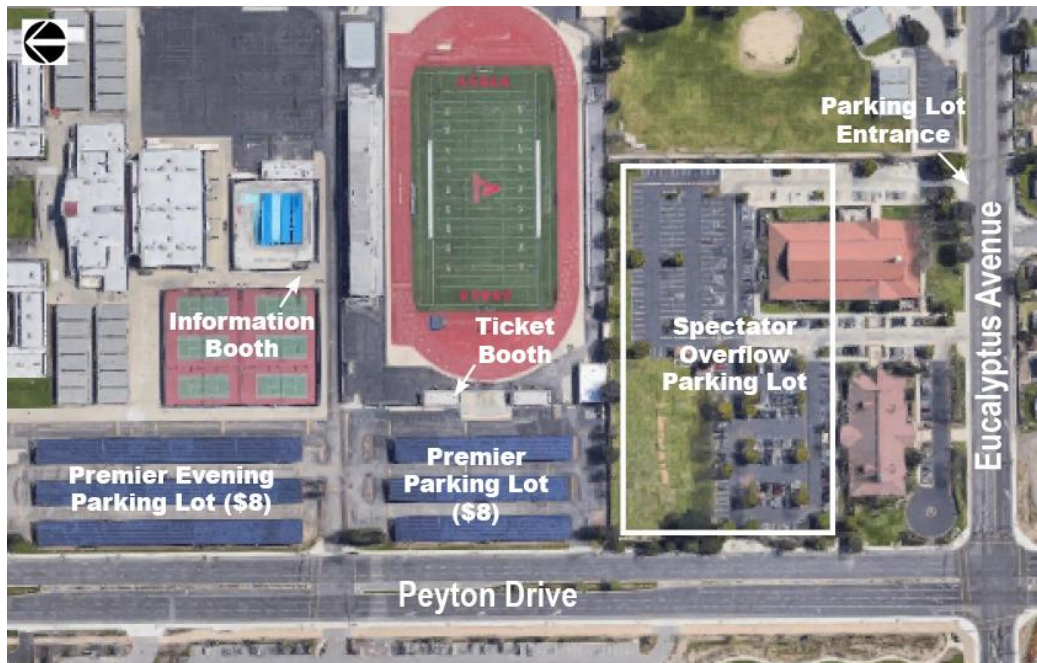 Parking Lot
Entrance
Eucalyptus Avenue
Information
Booth
Ticket
Booth
Spectator
Overflow
Parking Lot
Premier Evening
Parking Lot ($8)
Premier
Parking Lot
($8)
Peyton Drive